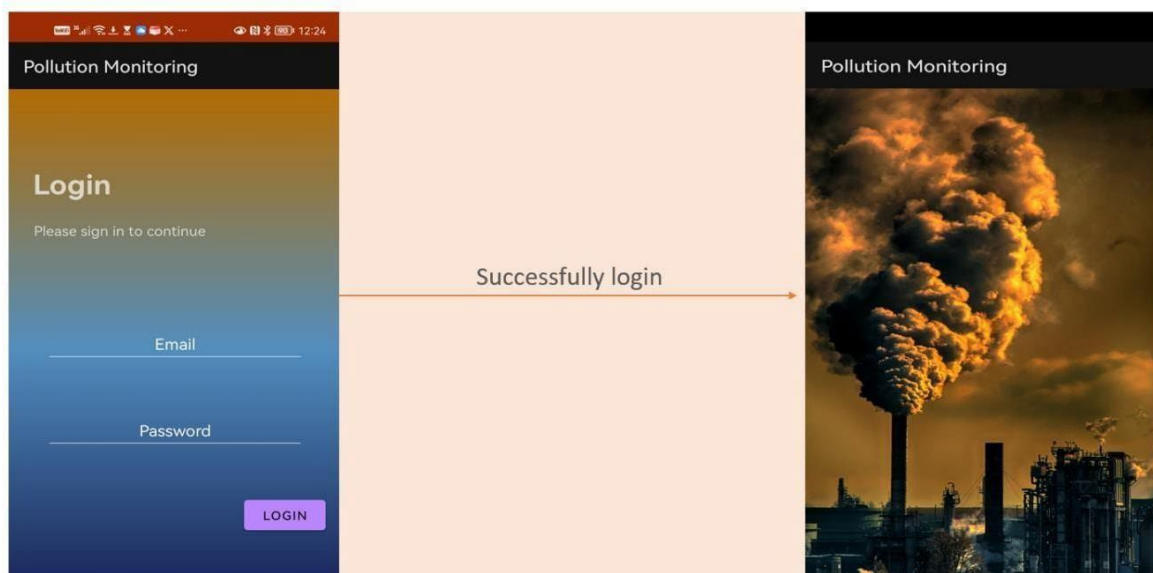 12:24
Pollution Monitoring
Login
Please sign in to continue
Email
Password
LOGIN
Successfully login
Pollution Monitoring